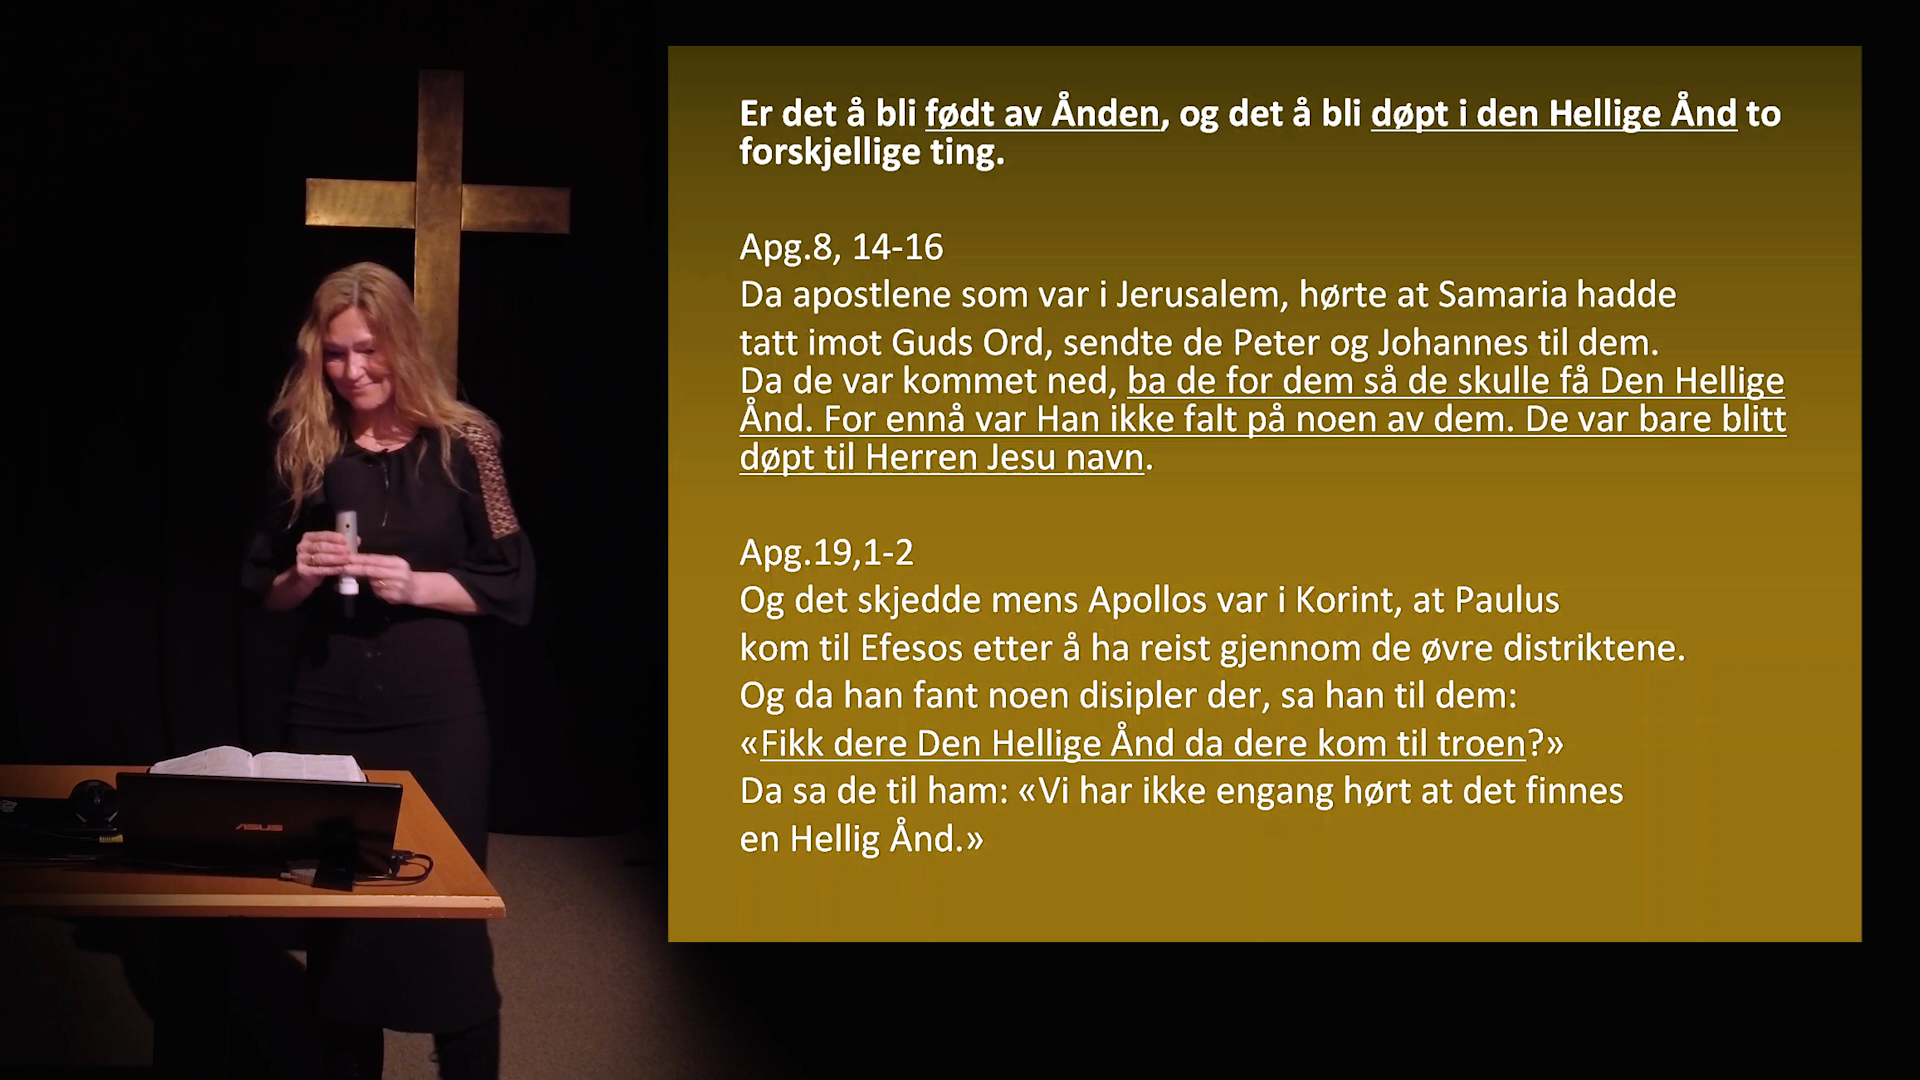 Er det å bli født av Ånden, og det å bli døpt i den Hellige Ånd to
forskjellige ting.
Apg.8, 14-16
Da apostlene som var i Jerusalem, hørte at Samaria hadde
tatt imot Guds Ord, sendte de Peter og Johannes til dem.
Da de var kommet ned, ba de for dem så de skulle få Den Hellige
Ånd. For ennå var Han ikke falt på noen av dem. De var bare blitt
døpt til Herren Jesu navn.
Apg.19,1-2
Og det skjedde mens Apollos var i Korint, at Paulus
kom til Efesos etter å ha reist gjennom de øvre distriktene.
Og da han fant noen disipler der, sa han til dem:
«Fikk dere Den Hellige Ånd da dere kom til troen?»
Da sa de til ham: «Vi har ikke engang hørt at det finnes
en Hellig Ånd.»
ASUS